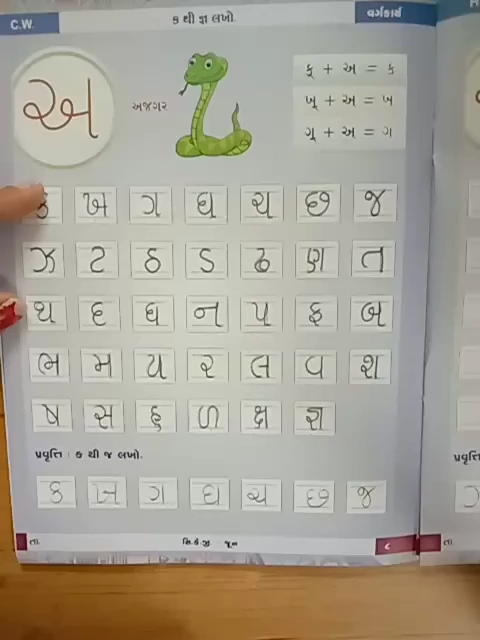 C.W.
ક થી જ્ઞ લખો.
વર્ગકાર્ય
અ
અજગર
ક્ + અ = ક
ખ્ + અ = ખ
ગ્ + અ = ગ
ક ખ ગ ઘ ચ છ જ
ઝ ટ ઠ ડ ઢ ણ ત
થ દ ધ ન પ ફ બ
ભ મ ય ર લ વ શ
ષ સ હ ળ ક્ષ જ્ઞ
પ્રવૃત્તિ : ક થી જ લખો.
ક ખ ગ ઘ ચ છ જ
તા. સિ.કે.જી. જૂન ૮